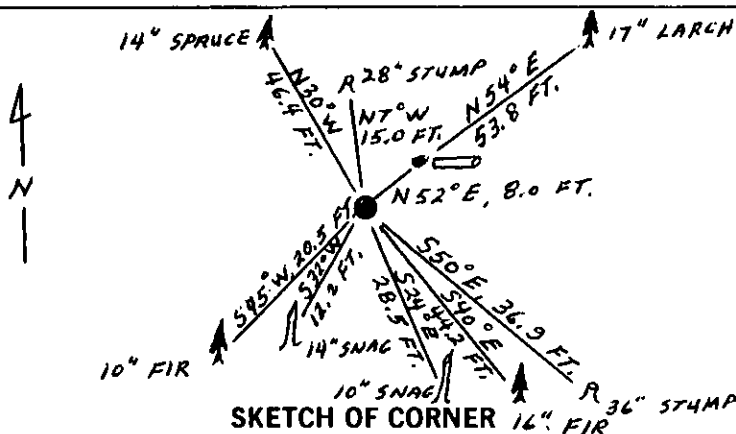 14" SPRUCE
17" LARCH
28" STUMP
N30°W
46.4 FT.
N7°W
15.0 FT.
N54°E
53.8 FT.
N
N52°E, 8.0 FT.
S45°W, 20.5 FT.
S32°W
12.2 FT.
S24°E
28.5 FT.
S40°E
44.2 FT.
S50°E, 36.9 FT.
10" FIR
14" SNAG
10" SNAG
16" FIR
36" STUMP
SKETCH OF CORNER